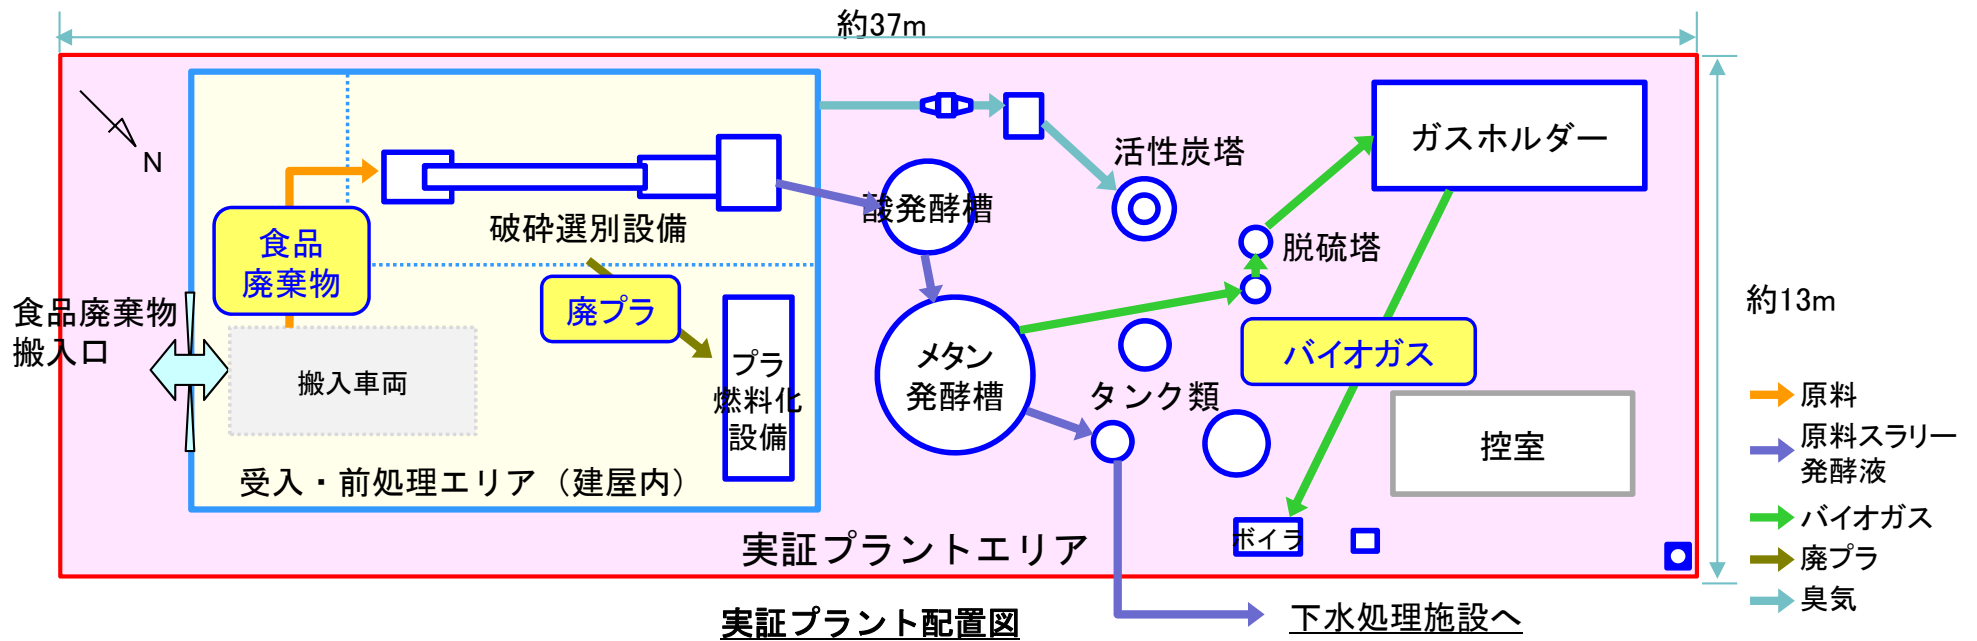 約37m
N
ガスホルダー
活性炭塔
酸発酵槽
破砕選別設備
脱硫塔
食品
廃棄物
廃プラ
食品廃棄物
搬入口
約13m
搬入車両
プラ
燃料化
設備
メタン
発酵槽
バイオガス
タンク類
控室
受入・前処理エリア（建屋内）
実証プラントエリア
ボイラ
原料
原料スラリー
発酵液
バイオガス
廃プラ
臭気
実証プラント配置図
下水処理施設へ